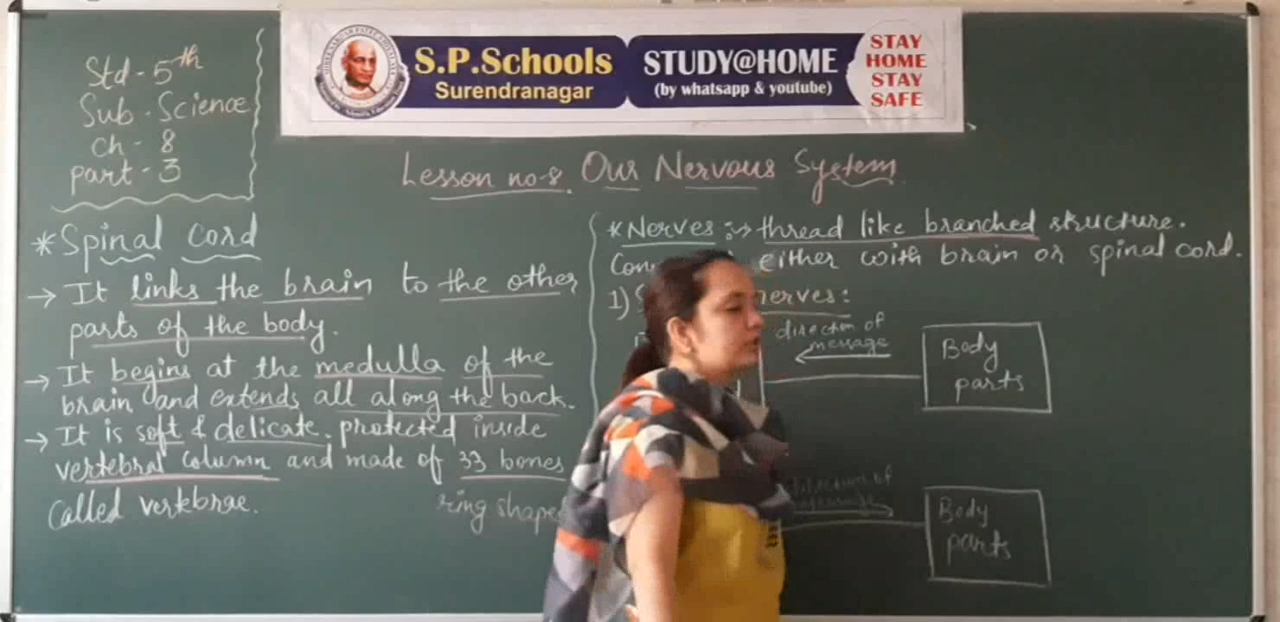 S.P.Schools
Surendranagar
STUDY@HOME
(by whatsapp & youtube)
STAY
HOME
STAY
SAFE
Std - 5th
Sub - Science
ch - 8
part - 3
Lesson no-8. Our Nervous System
*Spinal cord
→ It links the brain to the other
parts of the body.
→ It begins at the medulla of the
brain and extends all along the back.
→ It is soft & delicate. protected inside
vertebral column and made of 33 bones
called vertebrae.
ring shape
*Nerves :→ thread like branched structure.
either with brain or spinal cord.
1) nerves:
direction of
message
Body
parts
direction of
message
Body
parts